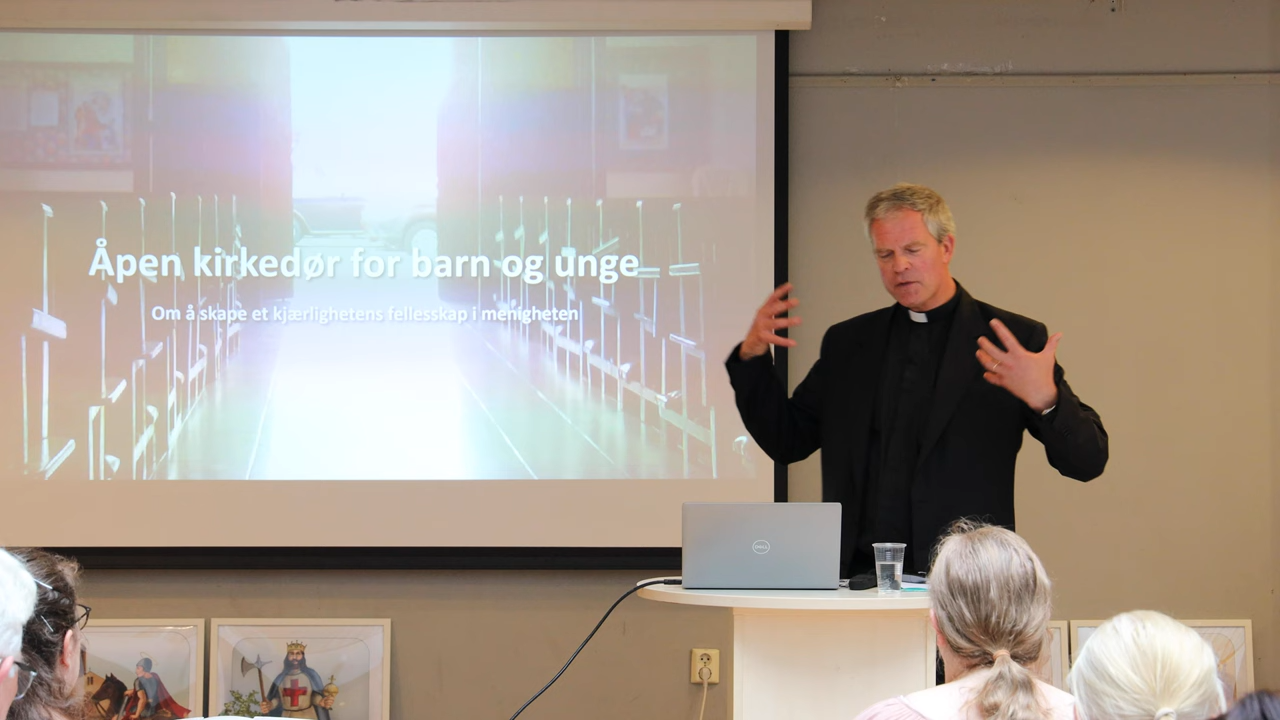 Åpen kirkedør for barn og unge
Om å skape et kjærlighetens fellesskap i menigheten
DELL